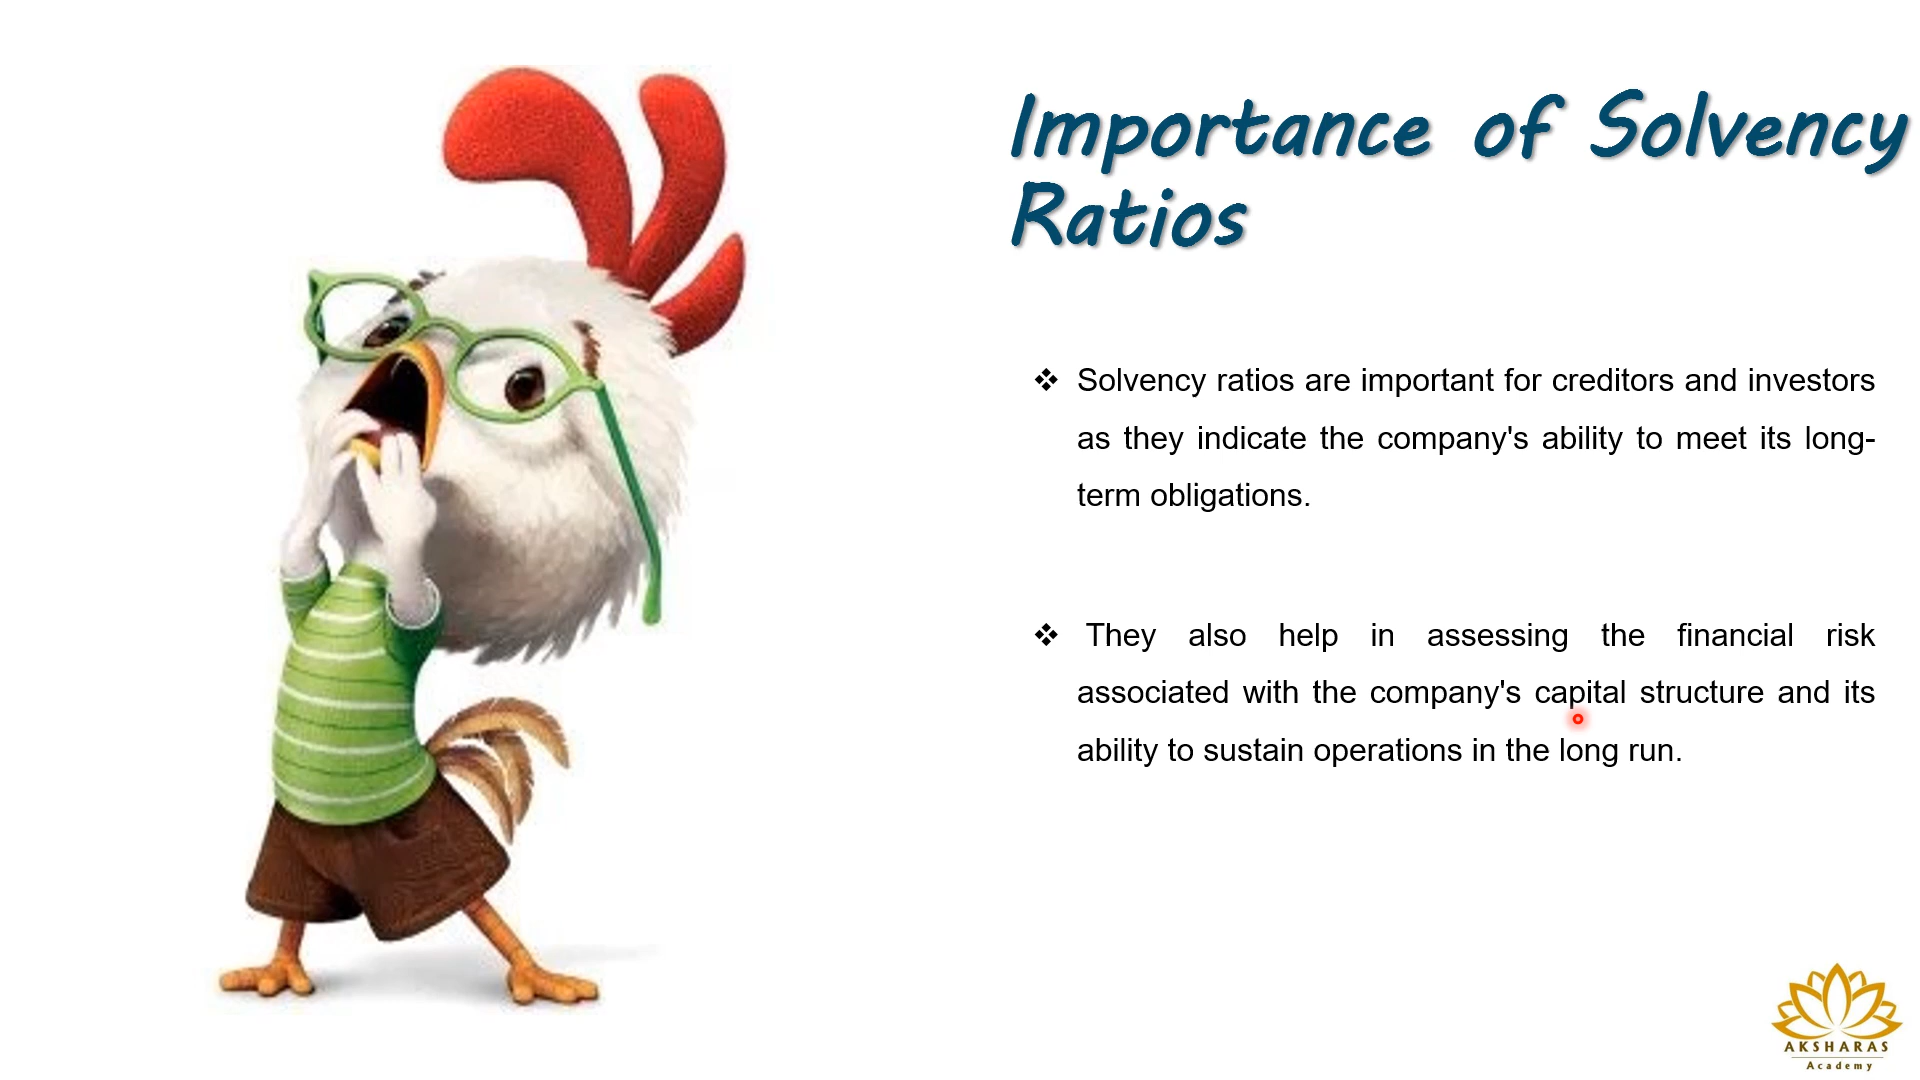 Importance of Solvency
Ratios
❖ Solvency ratios are important for creditors and investors
as they indicate the company's ability to meet its long-
term obligations.
❖ They also help in assessing the financial risk
associated with the company's capital structure and its
ability to sustain operations in the long run.
AKSHARAS
Academy